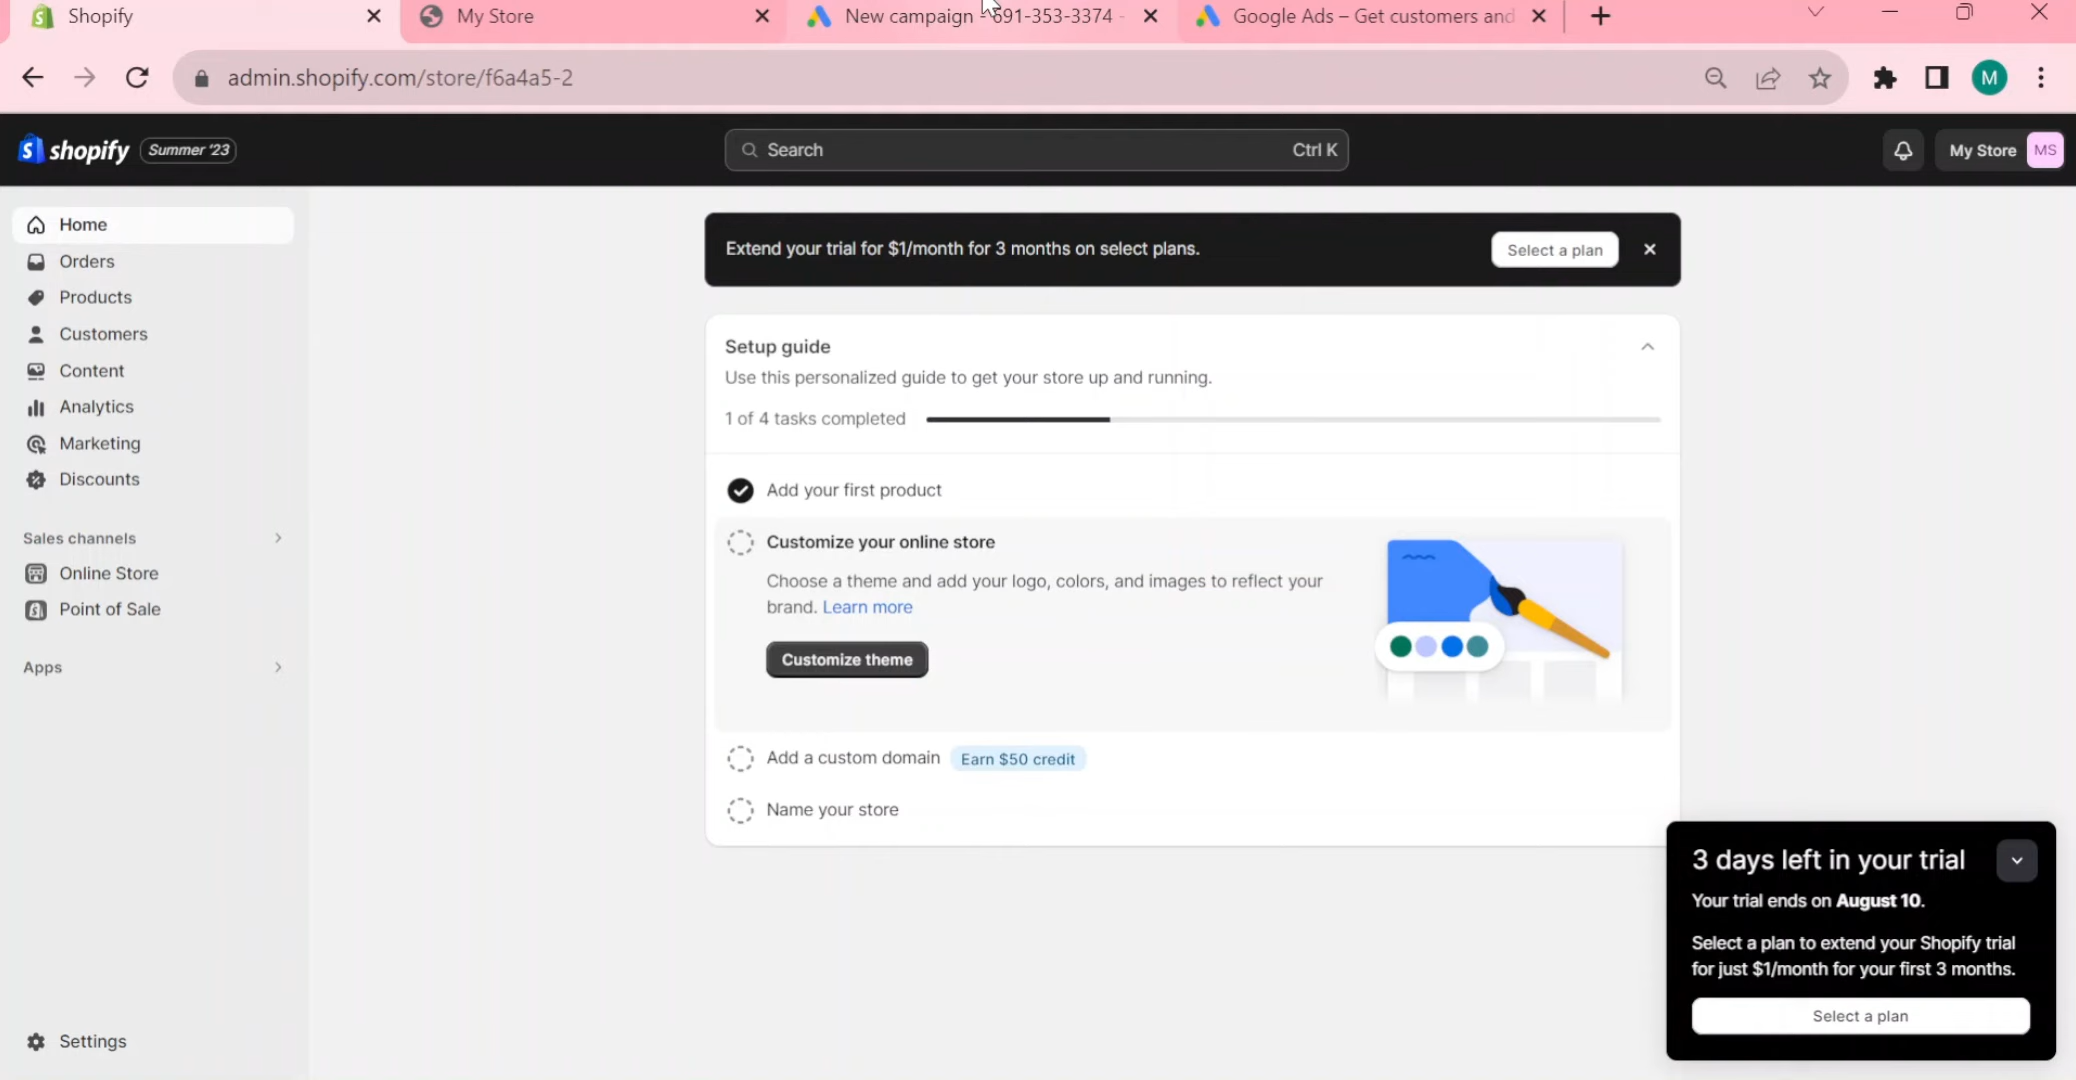 Shopify
My Store
New campaign - 691-353-3374 -
Google Ads – Get customers and
admin.shopify.com/store/f6a4a5-2
M
shopify
Summer '23
Search
Ctrl K
My Store
MS
Home
Orders
Products
Customers
Content
Analytics
Marketing
Discounts
Sales channels
Online Store
Point of Sale
Apps
Settings
Extend your trial for $1/month for 3 months on select plans.
Select a plan
Setup guide
Use this personalized guide to get your store up and running.
1 of 4 tasks completed
Add your first product
Customize your online store
Choose a theme and add your logo, colors, and images to reflect your
brand. Learn more
Customize theme
Add a custom domain
Earn $50 credit
Name your store
3 days left in your trial
Your trial ends on August 10.
Select a plan to extend your Shopify trial
for just $1/month for your first 3 months.
Select a plan